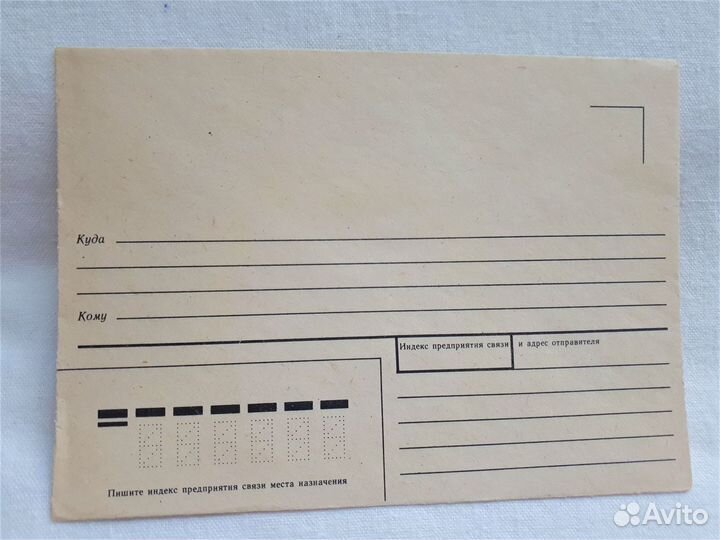 Куда
Кому
Индекс предприятия связи и адрес отправителя
Пишите индекс предприятия связи места назначения
Avito